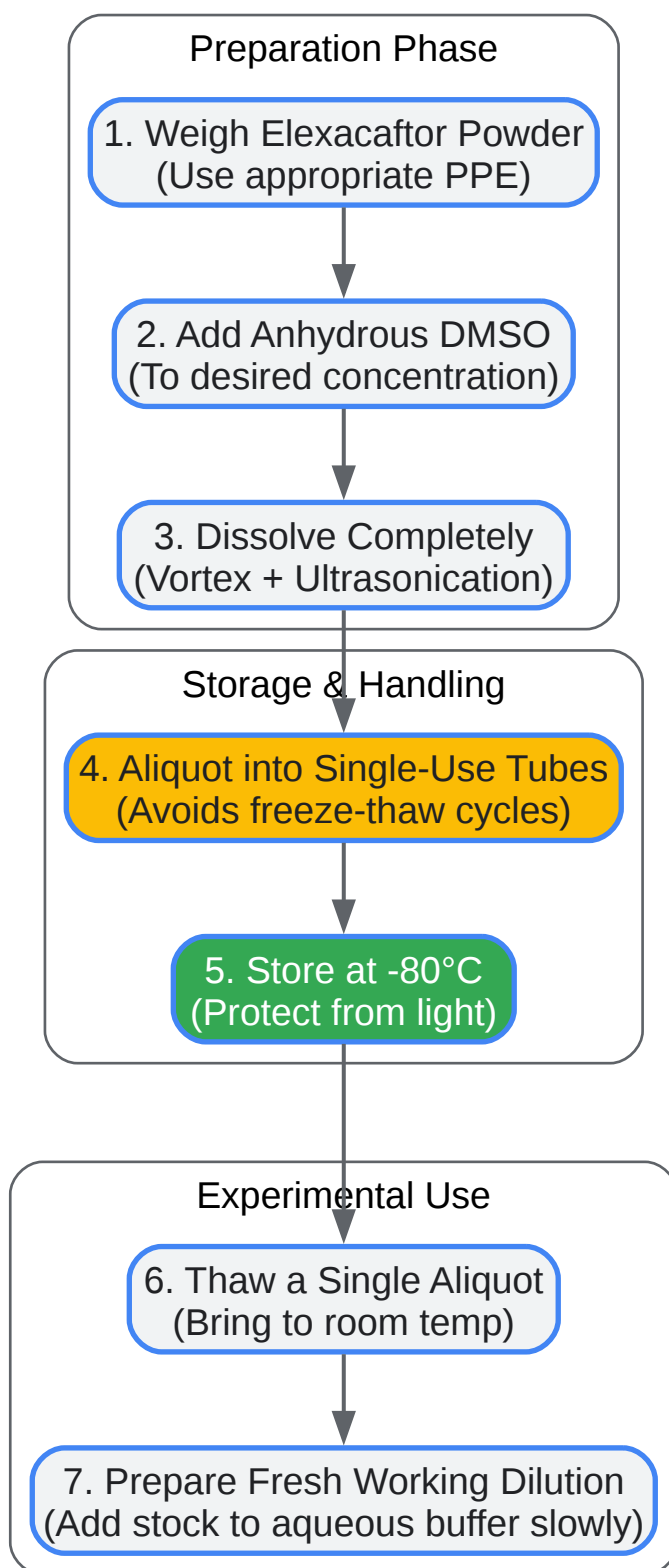 Preparation Phase
1. Weigh Elexacaftor Powder
(Use appropriate PPE)
2. Add Anhydrous DMSO
(To desired concentration)
3. Dissolve Completely
(Vortex + Ultrasonication)
Storage & Handling
4. Aliquot into Single-Use Tubes
(Avoids freeze-thaw cycles)
5. Store at -80°C
(Protect from light)
Experimental Use
6. Thaw a Single Aliquot
(Bring to room temp)
7. Prepare Fresh Working Dilution
(Add stock to aqueous buffer slowly)